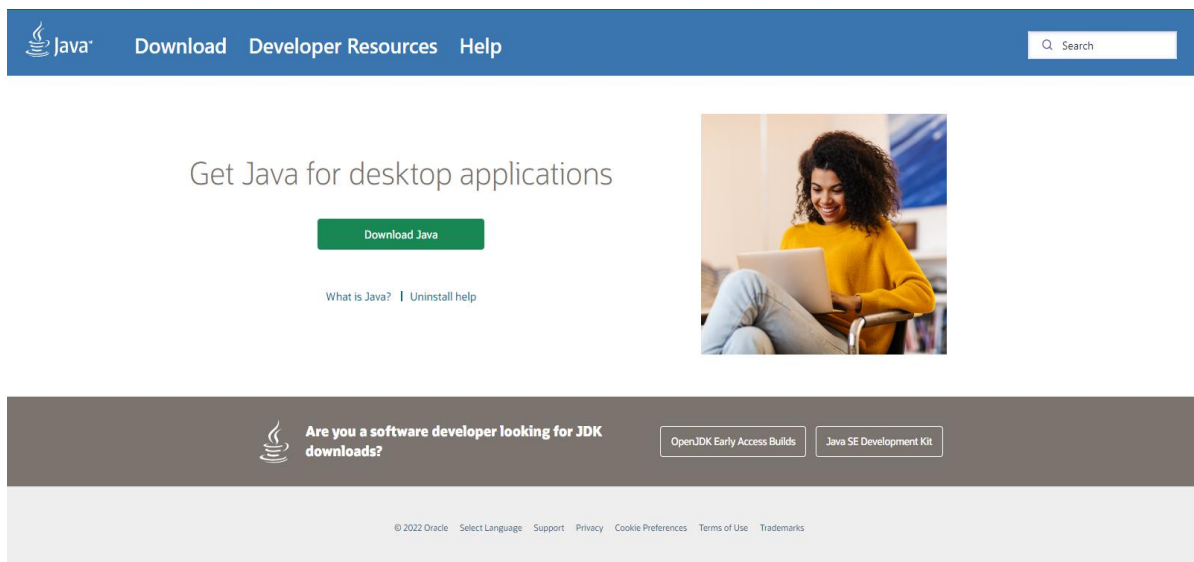 Java™
Download Developer Resources Help
Search
Get Java for desktop applications
Download Java
What is Java? | Uninstall help
Are you a software developer looking for JDK
downloads?
OpenJDK Early Access Builds
Java SE Development Kit
© 2022 Oracle Select Language Support Privacy Cookie Preferences Terms of Use Trademarks